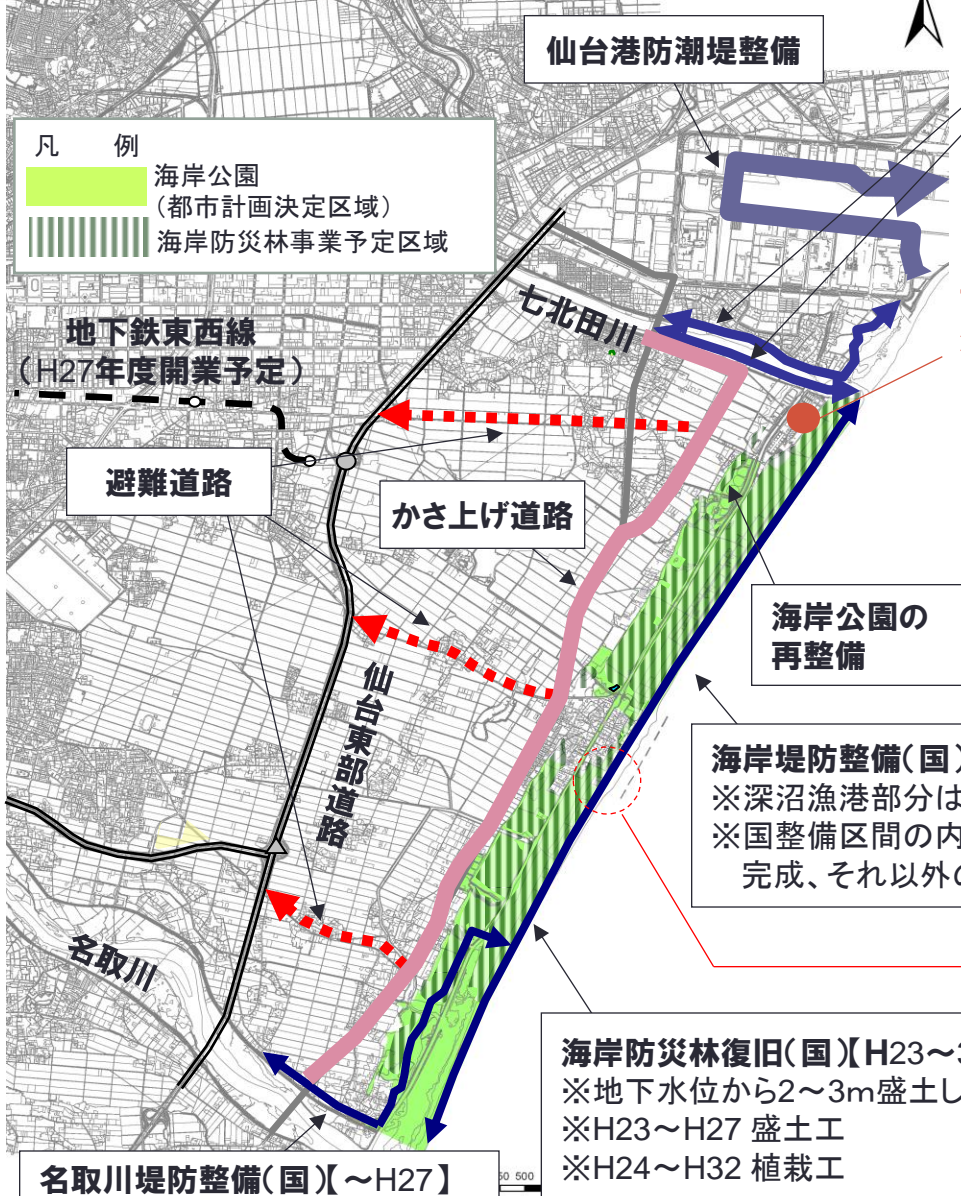 仙台港防潮堤整備
凡　例
海岸公園
(都市計画決定区域)
海岸防災林事業予定区域
七北田川
地下鉄東西線
(H27年度開業予定)
避難道路
かさ上げ道路
海岸公園の
再整備
仙台東部道路
海岸堤防整備(国)
※深沼漁港部分は
※国整備区間の内
完成、それ以外の
名取川
海岸防災林復旧(国)【H23～3
※地下水位から2～3m盛土し
※H23～H27 盛土工
※H24～H32 植栽工
名取川堤防整備(国)【～H27】
500